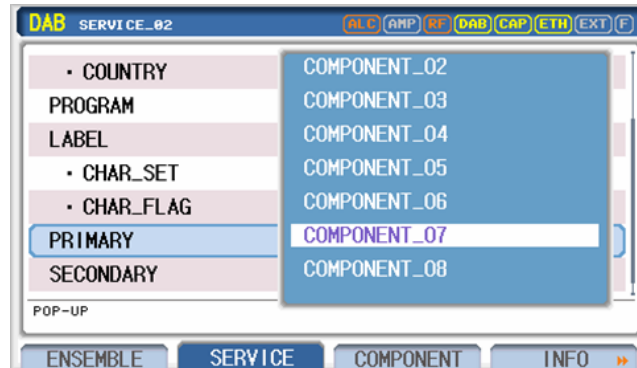 DAB SERVICE_02 ALC AMP RF DAB CAP ETH EXT F
· COUNTRY
PROGRAM
LABEL
· CHAR_SET
· CHAR_FLAG
PRIMARY
SECONDARY
COMPONENT_02
COMPONENT_03
COMPONENT_04
COMPONENT_05
COMPONENT_06
COMPONENT_07
COMPONENT_08
POP-UP
ENSEMBLE SERVICE COMPONENT INFO